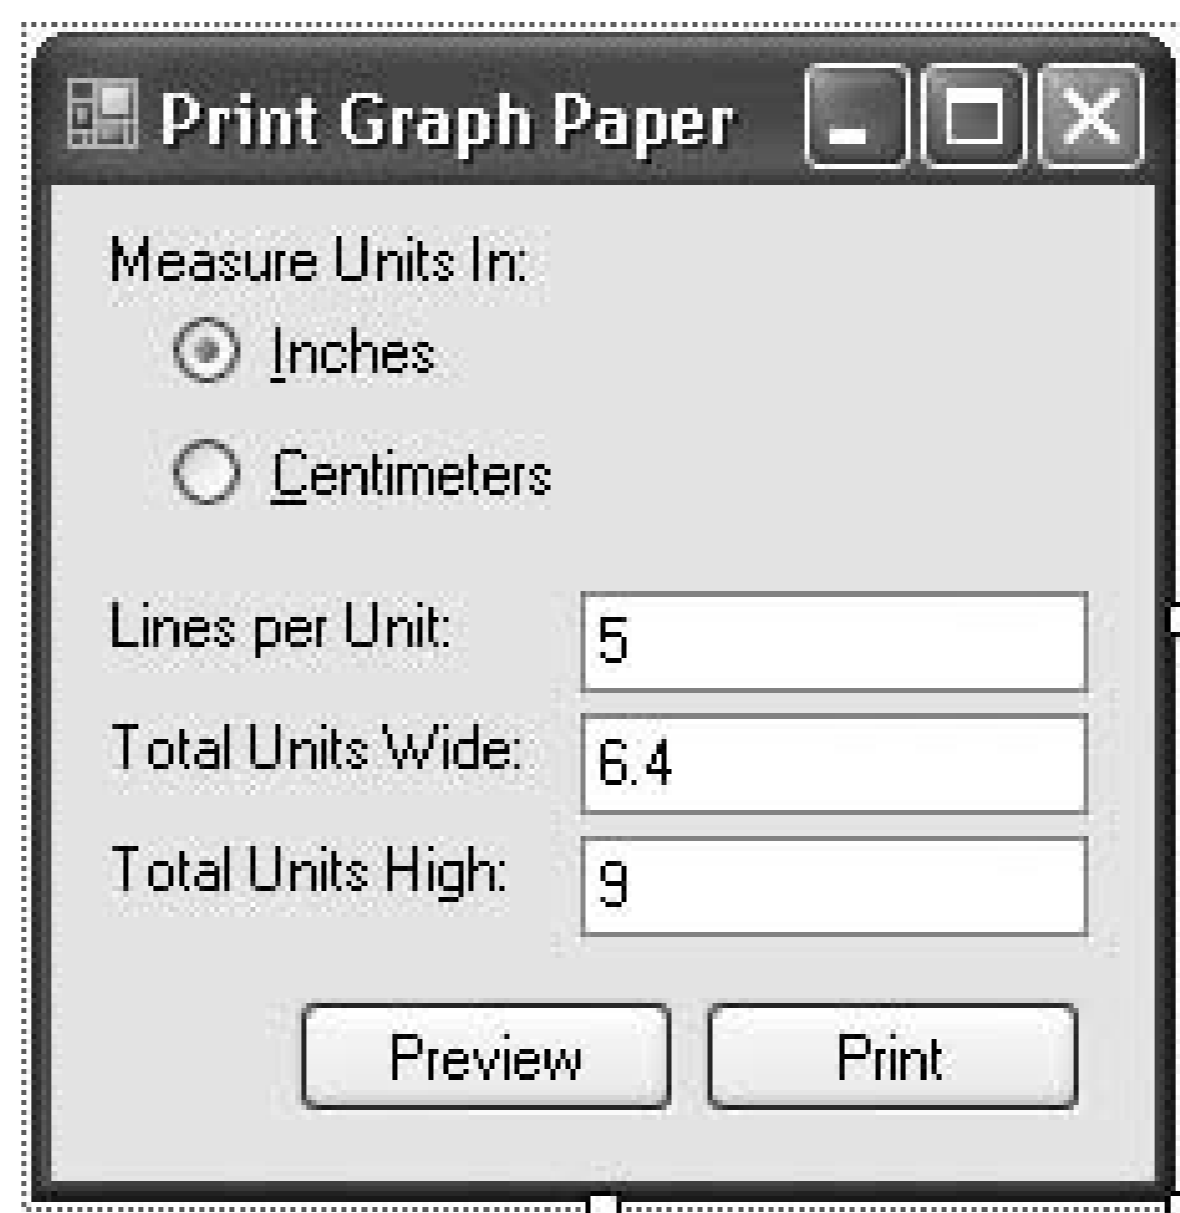 Print Graph Paper
Measure Units In:
Inches
Centimeters
Lines per Unit: 5
Total Units Wide: 6.4
Total Units High: 9
Preview Print